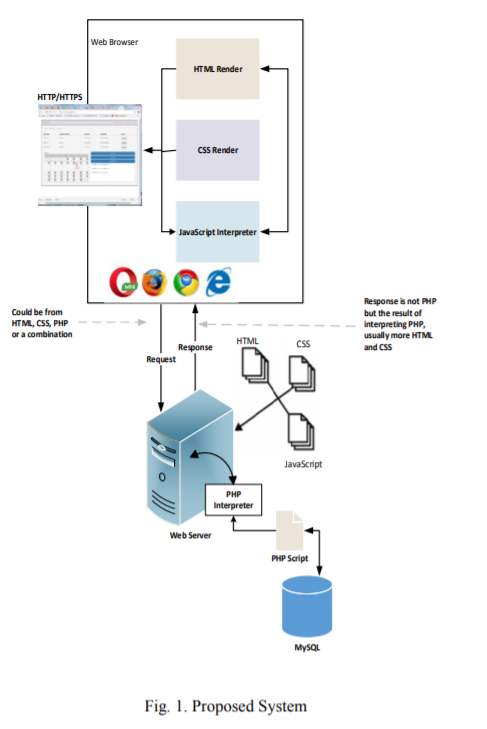 Web Browser
HTML Render
HTTP/HTTPS
CSS Render
JavaScript Interpreter
Could be from
HTML, CSS, PHP
or a combination
Response is not PHP
but the result of
interpreting PHP,
usually more HTML
and CSS
Request
Response
HTML
CSS
JavaScript
PHP
Interpreter
Web Server
PHP Script
MySQL
Fig. 1. Proposed System